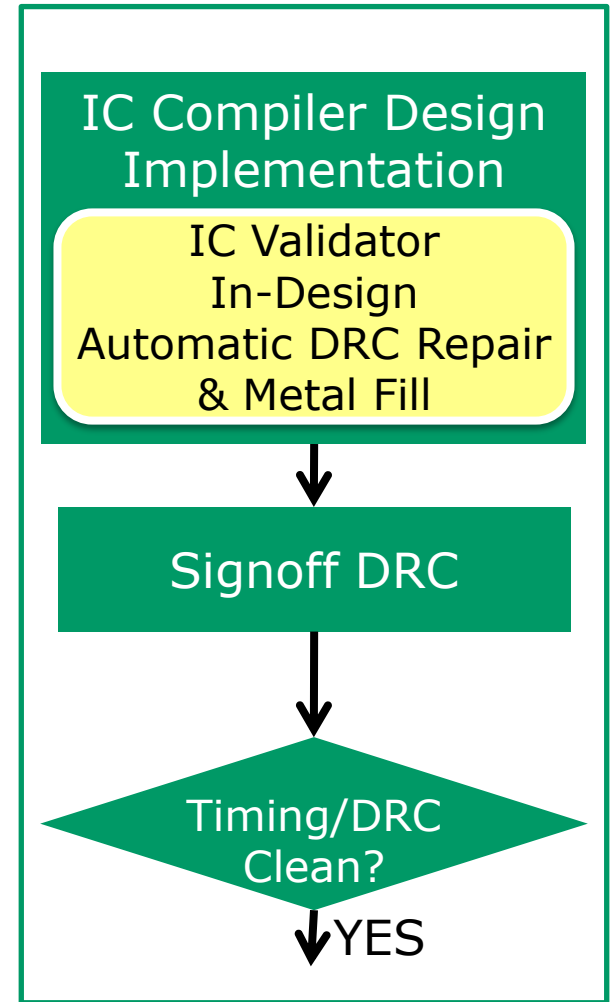 IC Compiler Design
Implementation
IC Validator
In-Design
Automatic DRC Repair
& Metal Fill
Signoff DRC
Timing/DRC
Clean?
YES